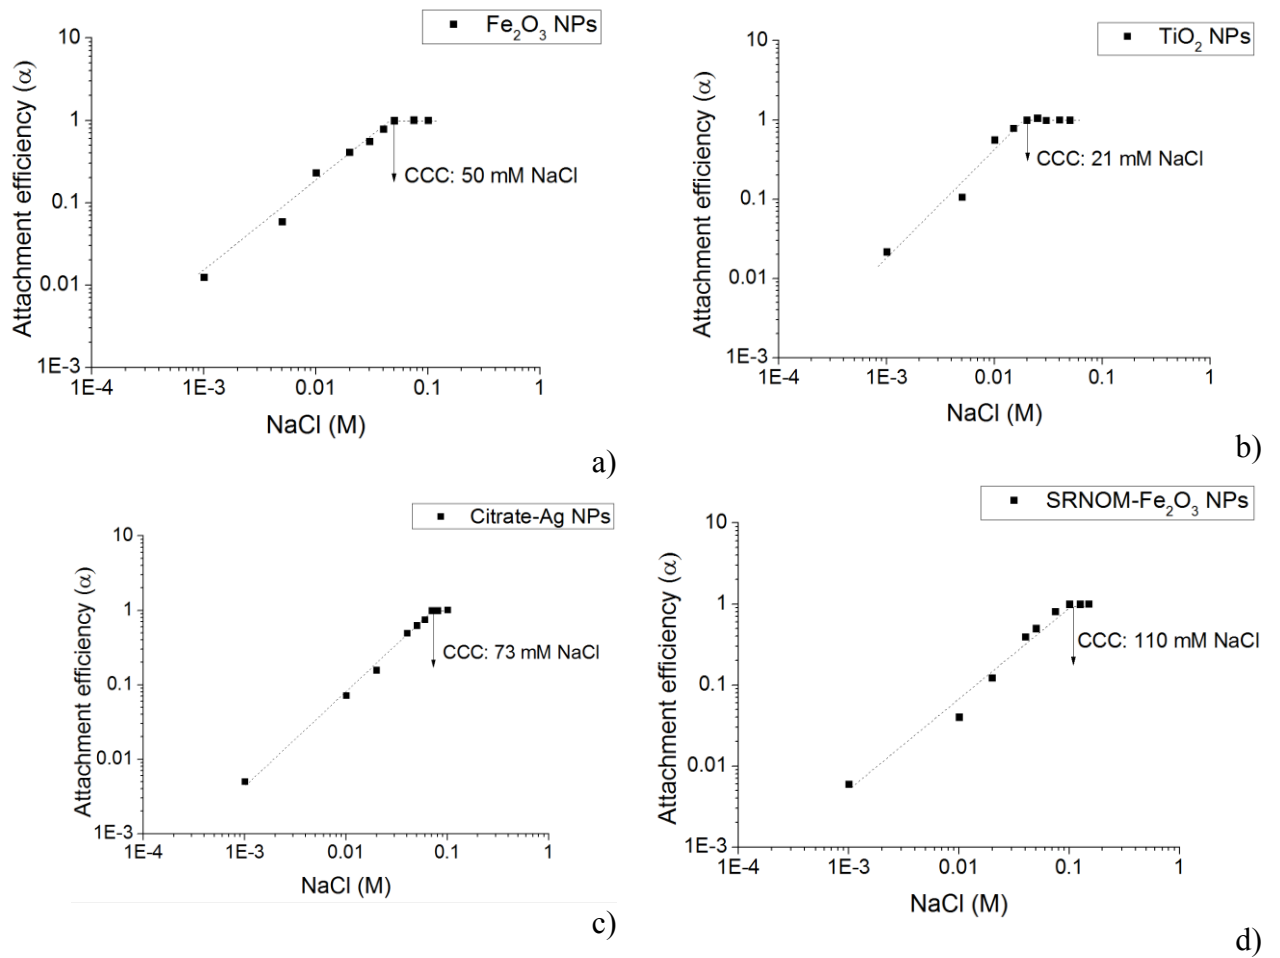 Fe₂O₃ NPs
10
1
0.1
0.01
1E-3
Attachment efficiency (α)
CCC: 50 mM NaCl
1E-4 1E-3 0.01 0.1 1
NaCl (M)
a)
TiO₂ NPs
10
1
0.1
0.01
1E-3
Attachment efficiency (α)
CCC: 21 mM NaCl
1E-4 1E-3 0.01 0.1 1
NaCl (M)
b)
Citrate-Ag NPs
10
1
0.1
0.01
1E-3
Attachment efficiency (α)
CCC: 73 mM NaCl
1E-4 1E-3 0.01 0.1 1
NaCl (M)
c)
SRNOM-Fe₂O₃ NPs
10
1
0.1
0.01
1E-3
Attachment efficiency (α)
CCC: 110 mM NaCl
1E-4 1E-3 0.01 0.1 1
NaCl (M)
d)